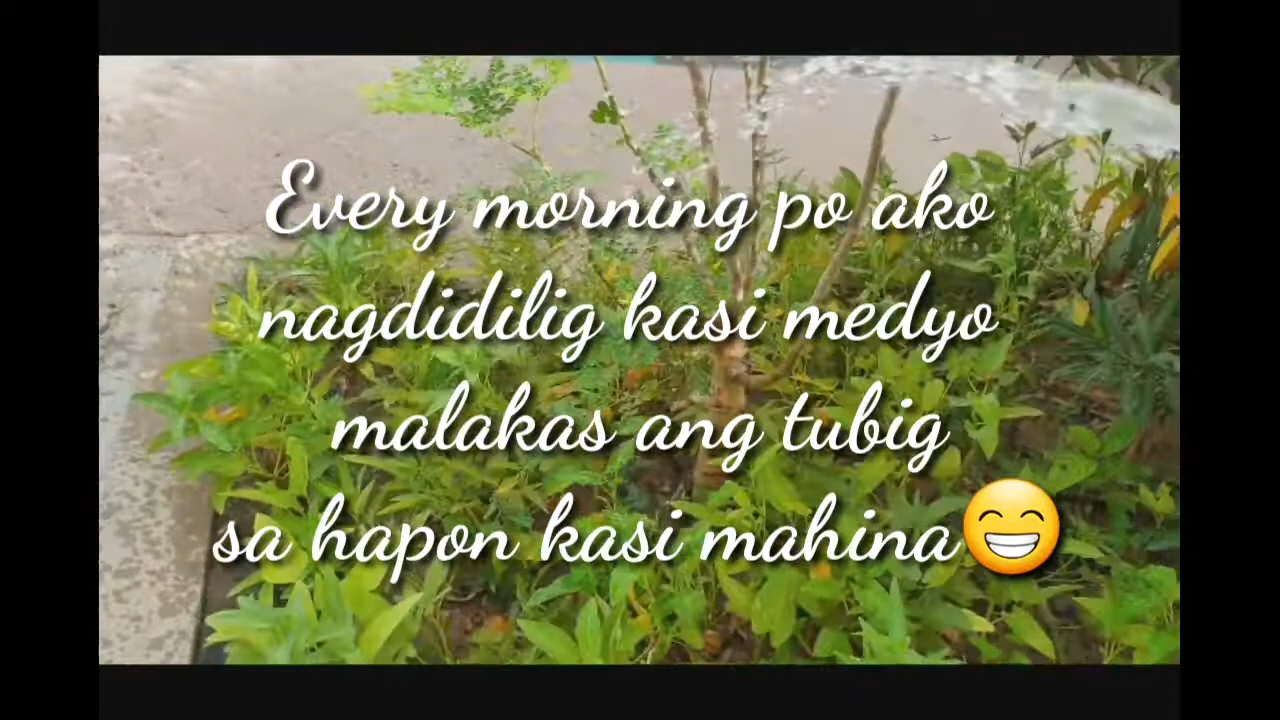 Every morning po ako
nagdidilig kasi medyo
malakas ang tubig
sa hapon kasi mahina😁